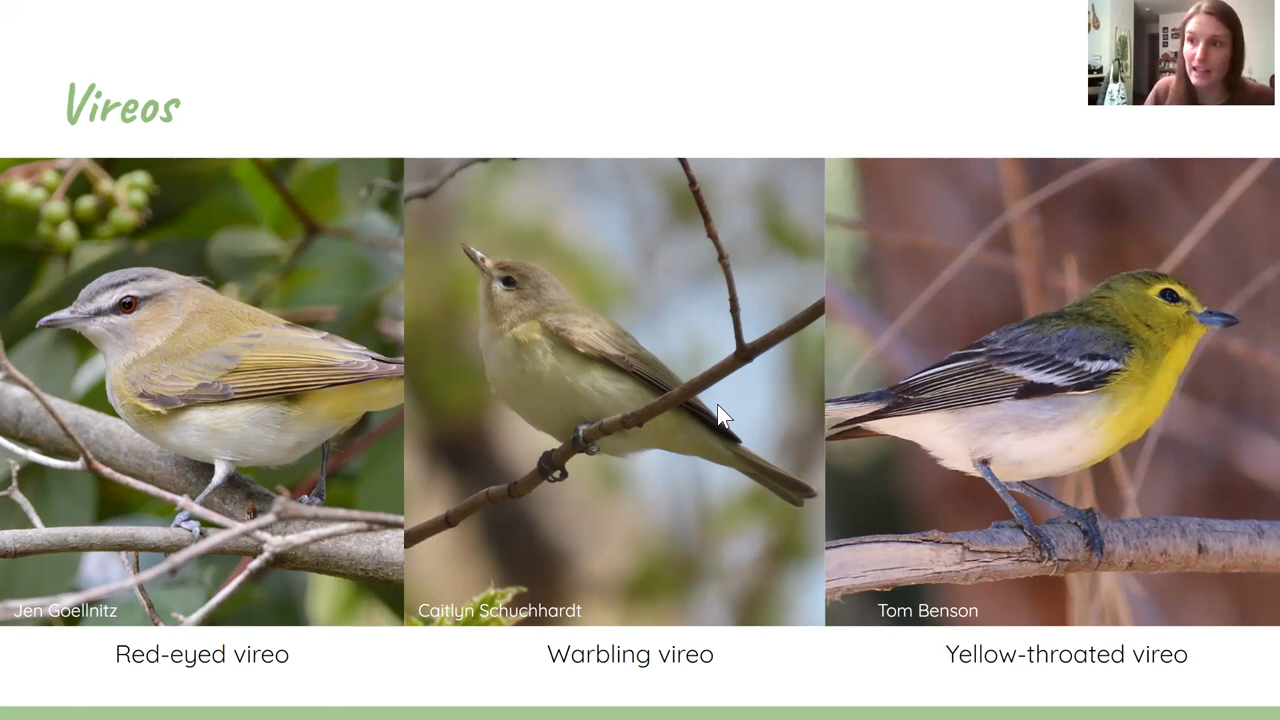 Vireos
Jen Goellnitz
Caitlyn Schuchhardt
Tom Benson
Red-eyed vireo
Warbling vireo
Yellow-throated vireo